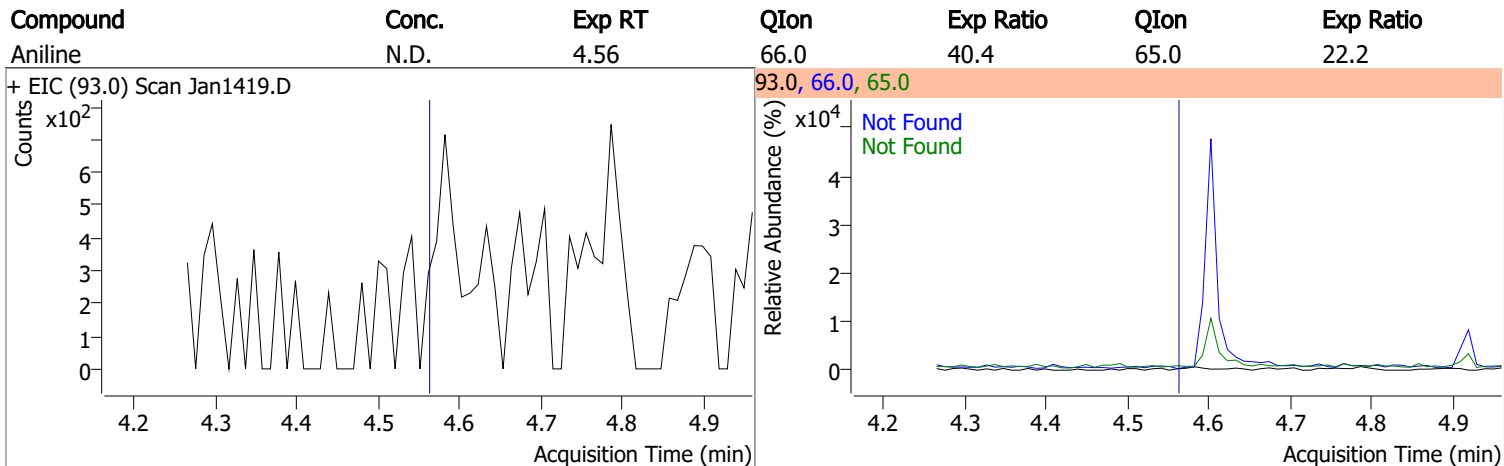 Compound Conc. Exp RT QIon Exp Ratio QIon Exp Ratio
Aniline N.D. 4.56 66.0 40.4 65.0 22.2
+ EIC (93.0) Scan Jan1419.D
Counts
x10²
6
5
4
3
2
1
0
4.2 4.3 4.4 4.5 4.6 4.7 4.8 4.9
Acquisition Time (min)
93.0, 66.0, 65.0
Relative Abundance (%)
x10⁴
Not Found
Not Found
4
3
2
1
0
4.2 4.3 4.4 4.5 4.6 4.7 4.8 4.9
Acquisition Time (min)